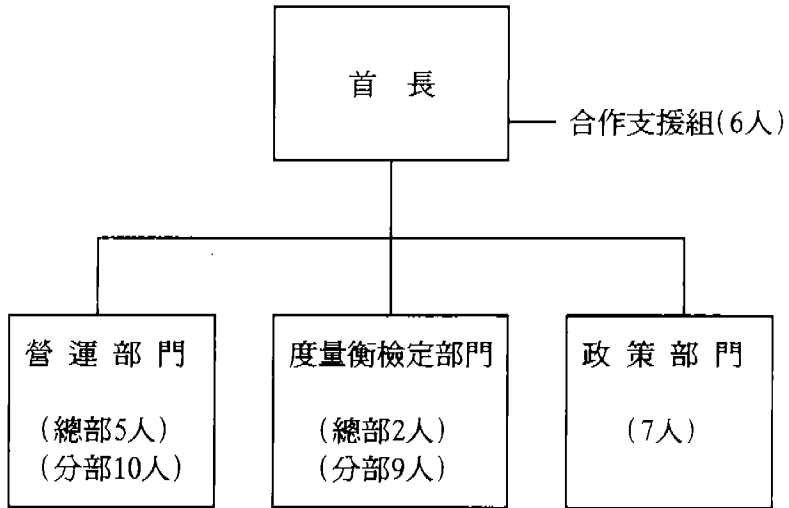 首長
合作支援組(6人)
營運部門
(總部5人)
(分部10人)
度量衡檢定部門
(總部2人)
(分部9人)
政策部門
(7人)